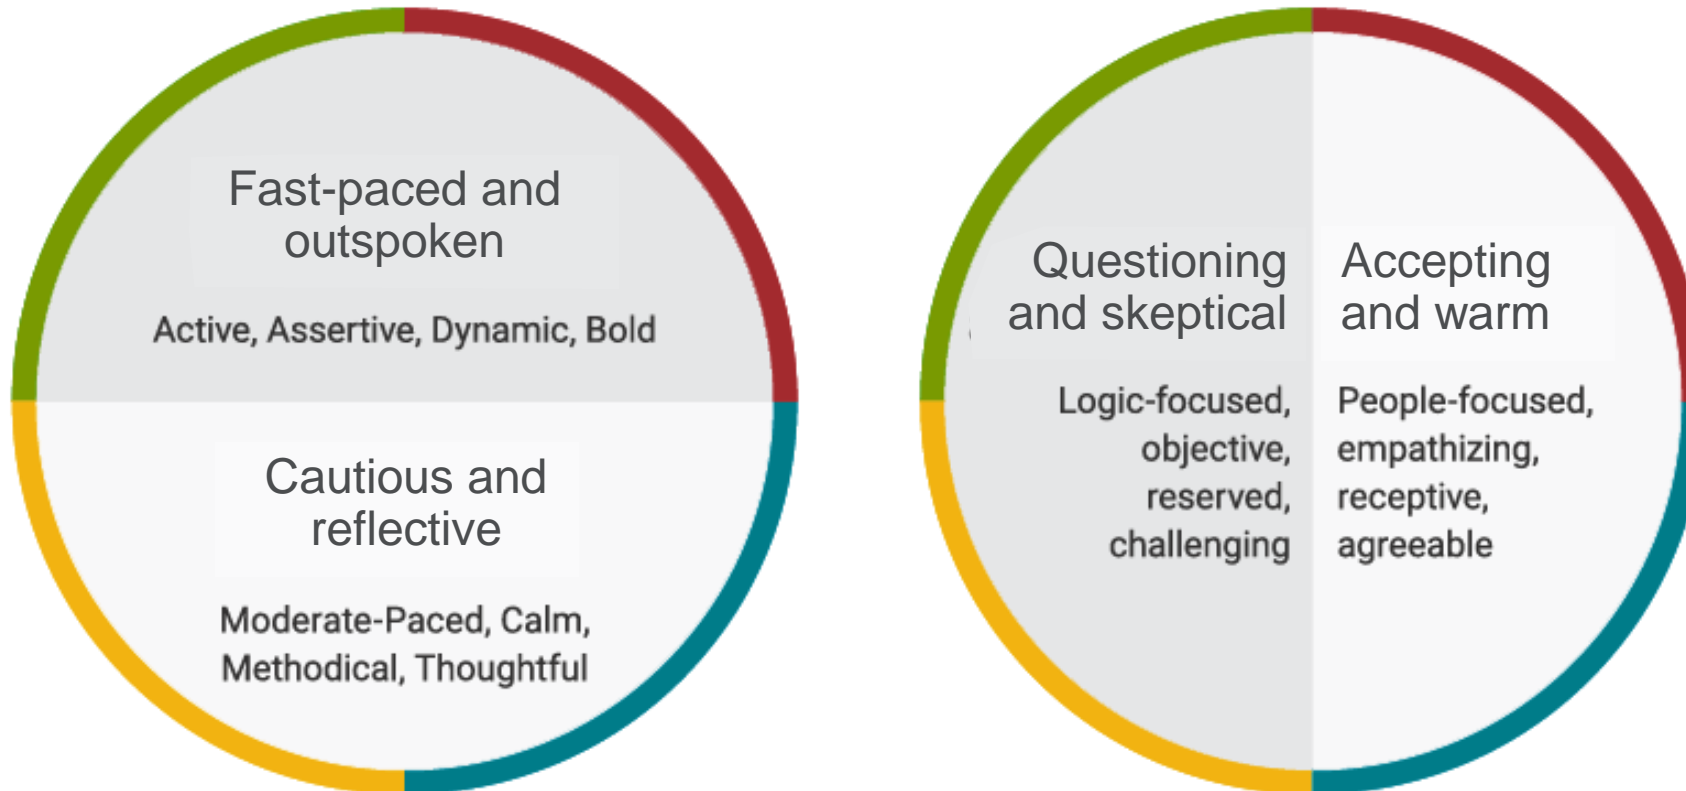 Fast-paced and
outspoken
Active, Assertive, Dynamic, Bold
Cautious and
reflective
Moderate-Paced, Calm,
Methodical, Thoughtful
Questioning
and skeptical
Logic-focused,
objective,
reserved,
challenging
Accepting
and warm
People-focused,
empathizing,
receptive,
agreeable